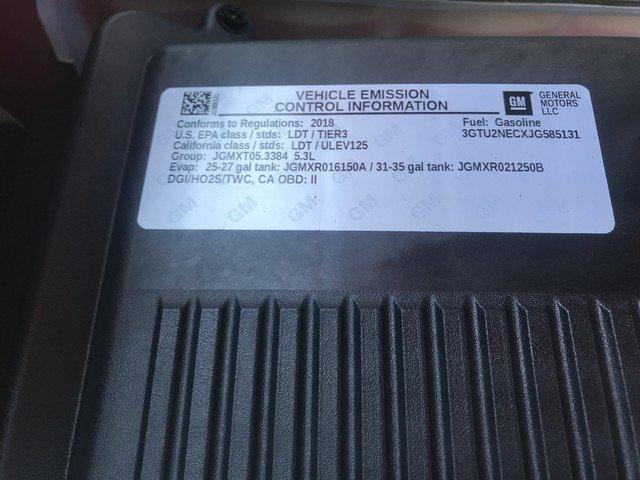 VEHICLE EMISSION
CONTROL INFORMATION
GM
GENERAL
MOTORS
LLC
Conforms to Regulations: 2018
Fuel: Gasoline
U.S. EPA class / stds: LDT / TIER3
3GTU2NECXJG585131
California class / stds: LDT / ULEV125
Group: JGMXT05.3384 5.3L
Evap: 25-27 gal tank: JGMXR016150A / 31-35 gal tank: JGMXR021250B
DGI/HO2S/TWC, CA OBD: II